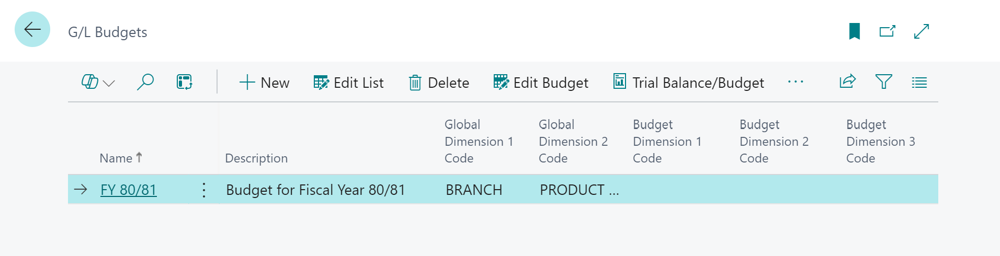 G/L Budgets
New Edit List Delete Edit Budget Trial Balance/Budget ...
Name Description Global Dimension 1 Code Global Dimension 2 Code Budget Dimension 1 Code Budget Dimension 2 Code Budget Dimension 3 Code
FY 80/81 Budget for Fiscal Year 80/81 BRANCH PRODUCT ...